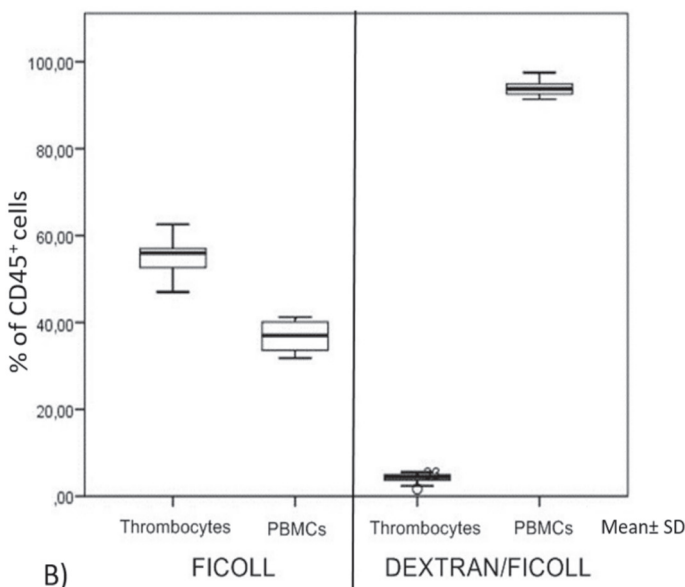 100,00
80,00
60,00
40,00
20,00
,00
% of CD45⁺ cells
Thrombocytes PBMCs Thrombocytes PBMCs Mean± SD
B) FICOLL DEXTRAN/FICOLL